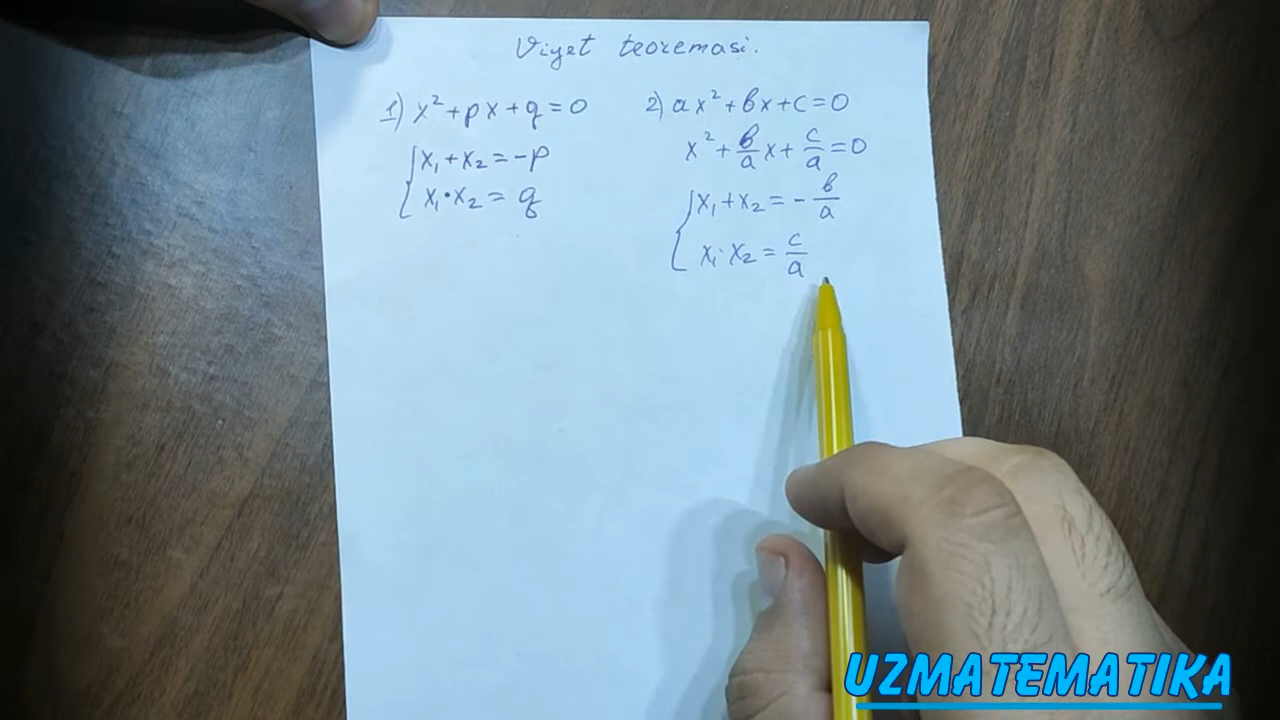 Viyet teoremasi.
1) x² + px + q = 0
{ x₁ + x₂ = -p
x₁ • x₂ = q
2) ax² + bx + c = 0
x² + b/a x + c/a = 0
{ x₁ + x₂ = - b/a
x₁ · x₂ = c/a
UZMATEMATIKA